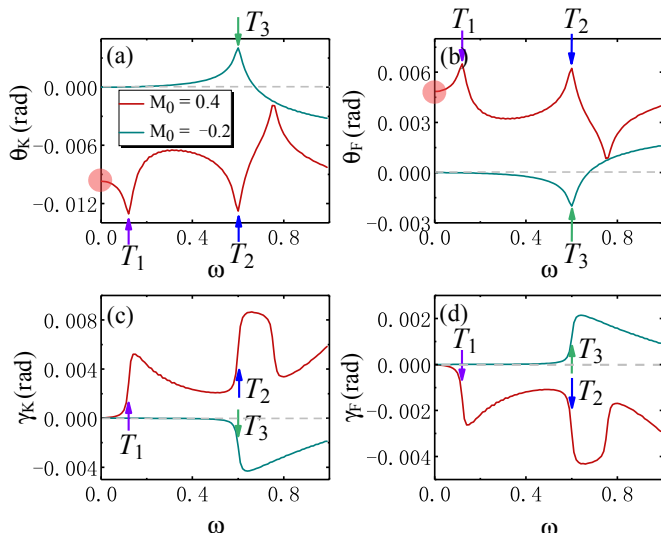 (a)
T₃
θ_K (rad)
0.000
-0.006
-0.012
M₀ = 0.4
M₀ = -0.2
T₁
T₂
0.0 0.4 0.8
ω
(b)
T₁
T₂
θ_F (rad)
0.006
0.003
0.000
-0.003
T₃
0.0 0.4 0.8
ω
(c)
γ_K (rad)
0.008
0.004
0.000
-0.004
T₁
T₂
T₃
0.0 0.4 0.8
ω
(d)
γ_F (rad)
0.002
0.000
-0.002
-0.004
T₁
T₃
T₂
0.0 0.4 0.8
ω